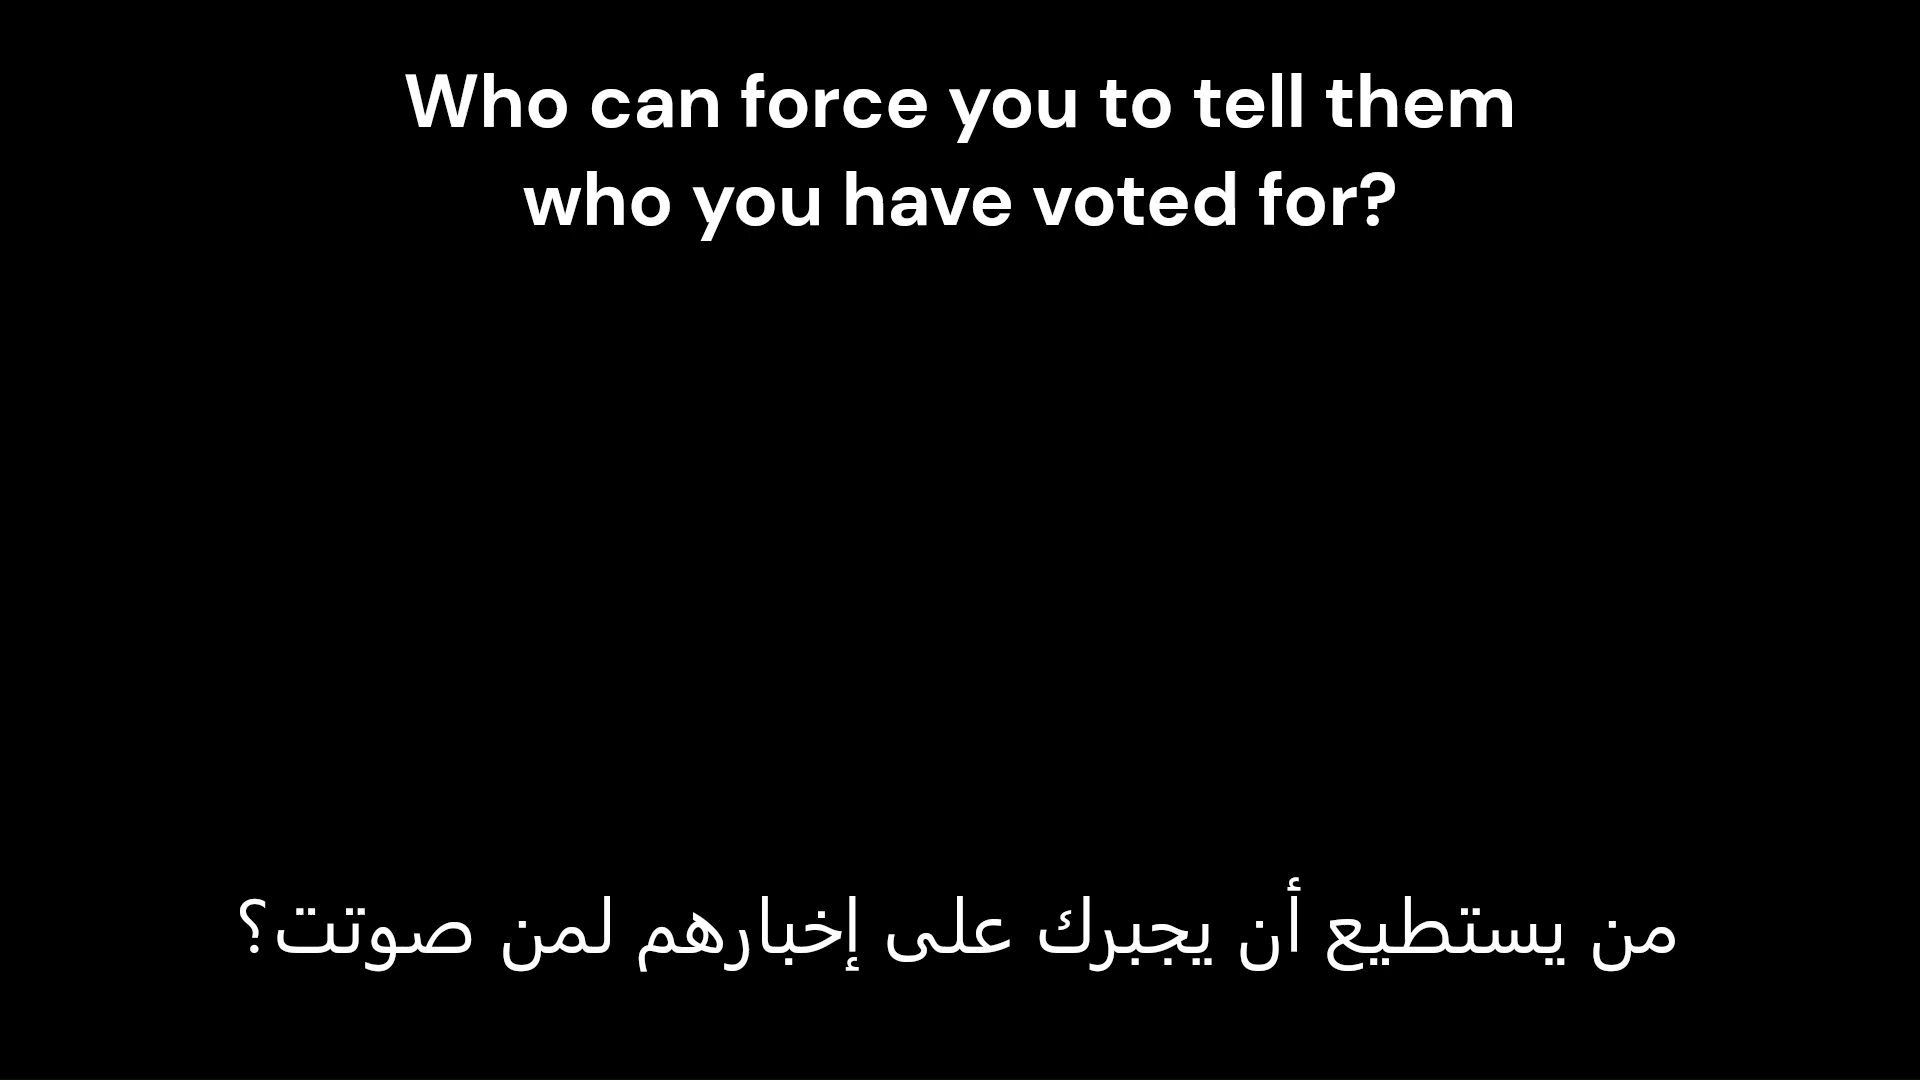 Who can force you to tell them
who you have voted for?
من يستطيع أن يجبرك على إخبارهم لمن صوتت؟